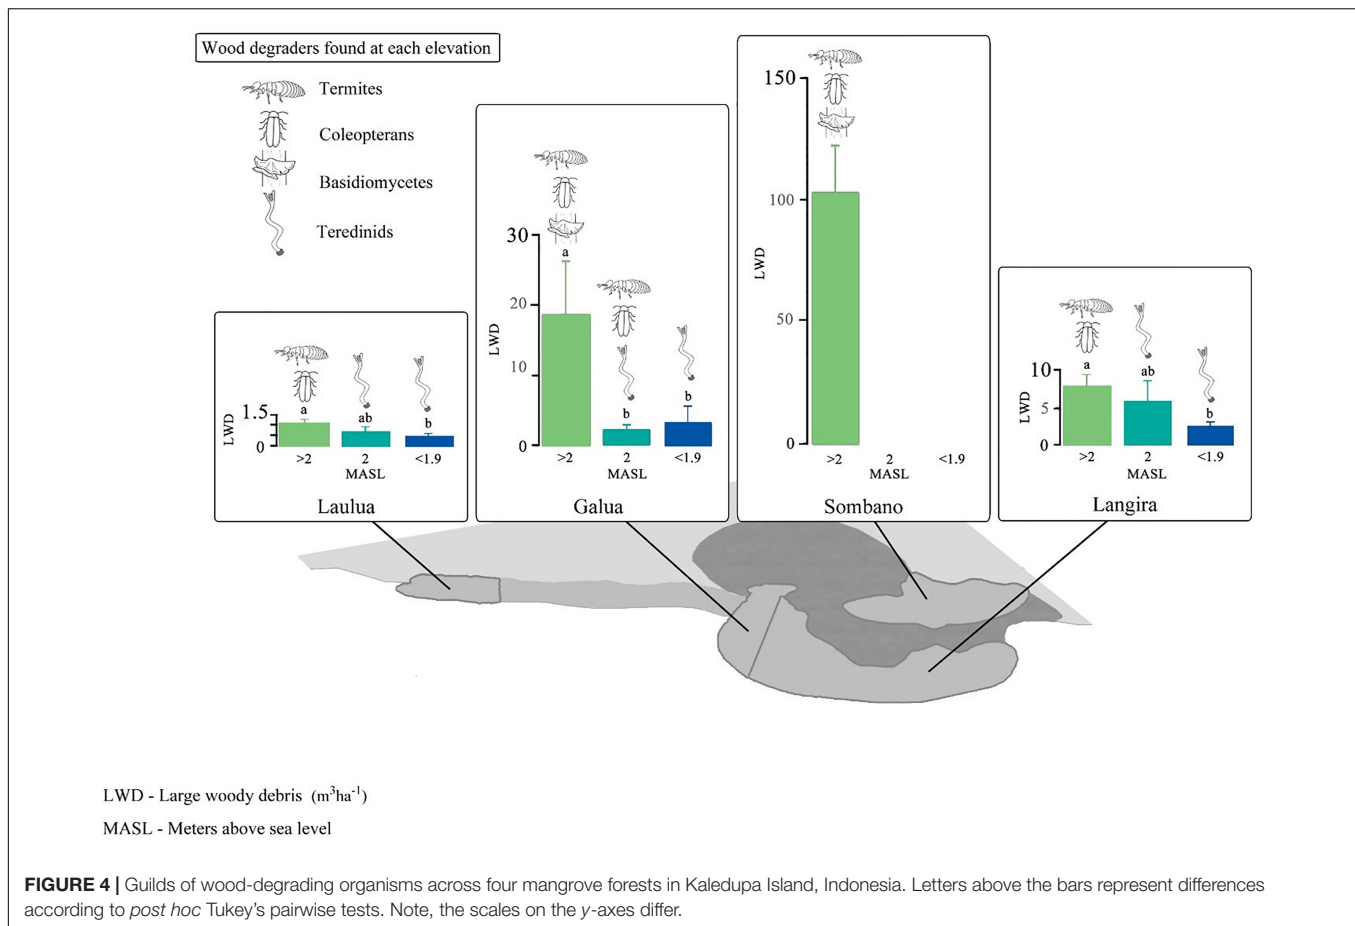 Wood degraders found at each elevation
Termites
Coleopterans
Basidiomycetes
Teredinids
1.5
0
LWD
a
ab
b
>2
2
<1.9
MASL
Laulua
30
20
10
0
LWD
a
b
b
>2
2
<1.9
MASL
Galua
150
100
50
0
LWD
>2
2
<1.9
MASL
Sombano
10
5
0
LWD
a
ab
b
>2
2
<1.9
MASL
Langira
LWD - Large woody debris (m³ha⁻¹)
MASL - Meters above sea level
FIGURE 4 | Guilds of wood-degrading organisms across four mangrove forests in Kaledupa Island, Indonesia. Letters above the bars represent differences
according to post hoc Tukey's pairwise tests. Note, the scales on the y-axes differ.